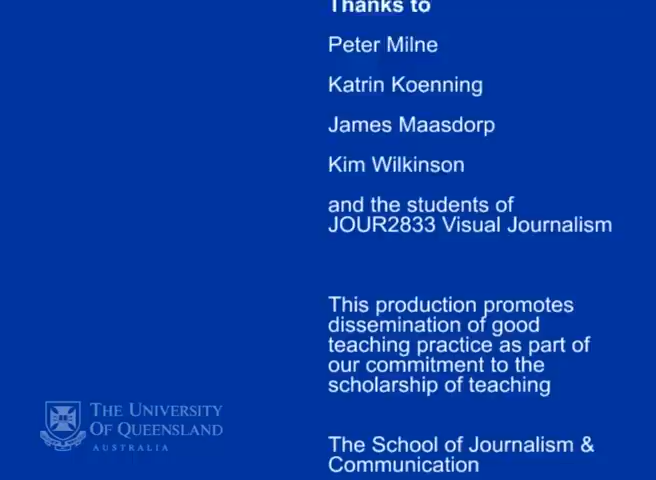 Thanks to
Peter Milne
Katrin Koenning
James Maasdorp
Kim Wilkinson
and the students of
JOUR2833 Visual Journalism
This production promotes
dissemination of good
teaching practice as part of
our commitment to the
scholarship of teaching
THE UNIVERSITY
OF QUEENSLAND
AUSTRALIA
The School of Journalism &
Communication